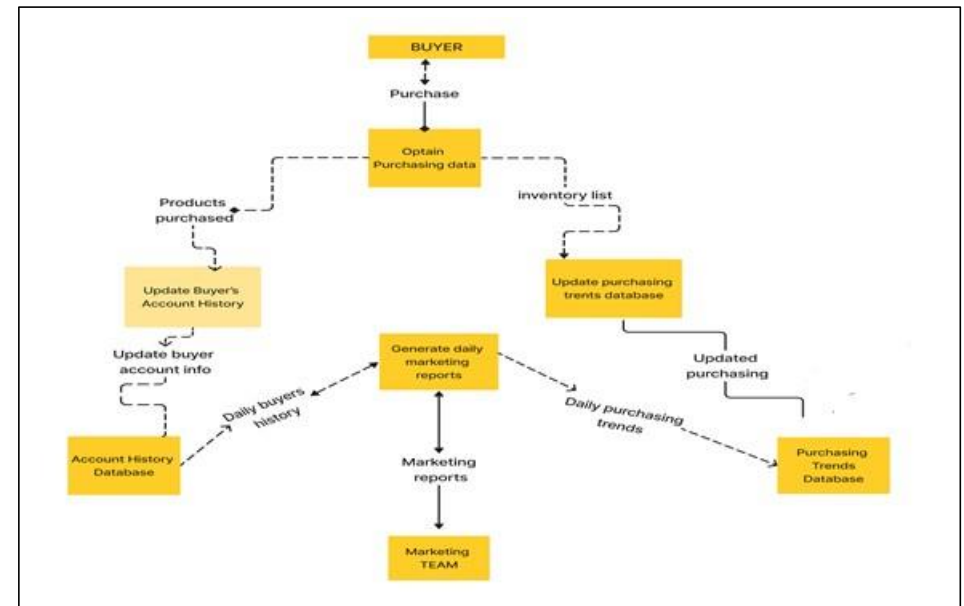 BUYER
Purchase
Optain
Purchasing data
Products
purchased
inventory list
Update Buyer's
Account History
Update purchasing
trents database
Update buyer
account info
Generate daily
marketing
reports
Updated
purchasing
Daily buyers
history
Daily purchasing
trends
Account History
Database
Marketing
reports
Purchasing
Trends
Database
Marketing
TEAM